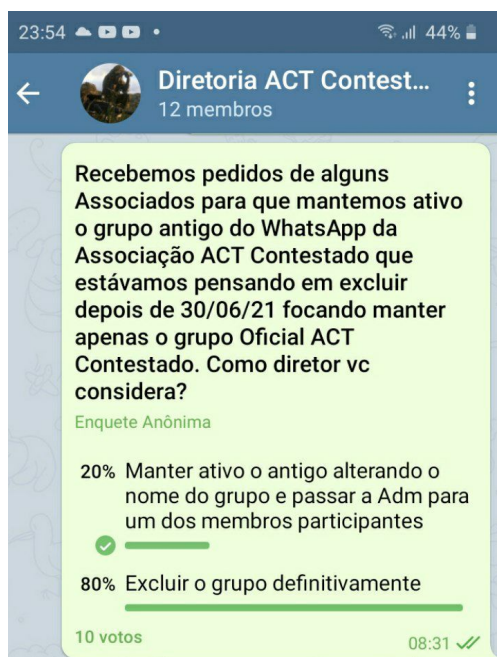 23:54 44%
Diretoria ACT Contest...
12 membros
Recebemos pedidos de alguns
Associados para que mantemos ativo
o grupo antigo do WhatsApp da
Associação ACT Contestado que
estávamos pensando em excluir
depois de 30/06/21 focando manter
apenas o grupo Oficial ACT
Contestado. Como diretor vc
considera?
Enquete Anônima
20% Manter ativo o antigo alterando o
nome do grupo e passar a Adm para
um dos membros participantes
80% Excluir o grupo definitivamente
10 votos
08:31